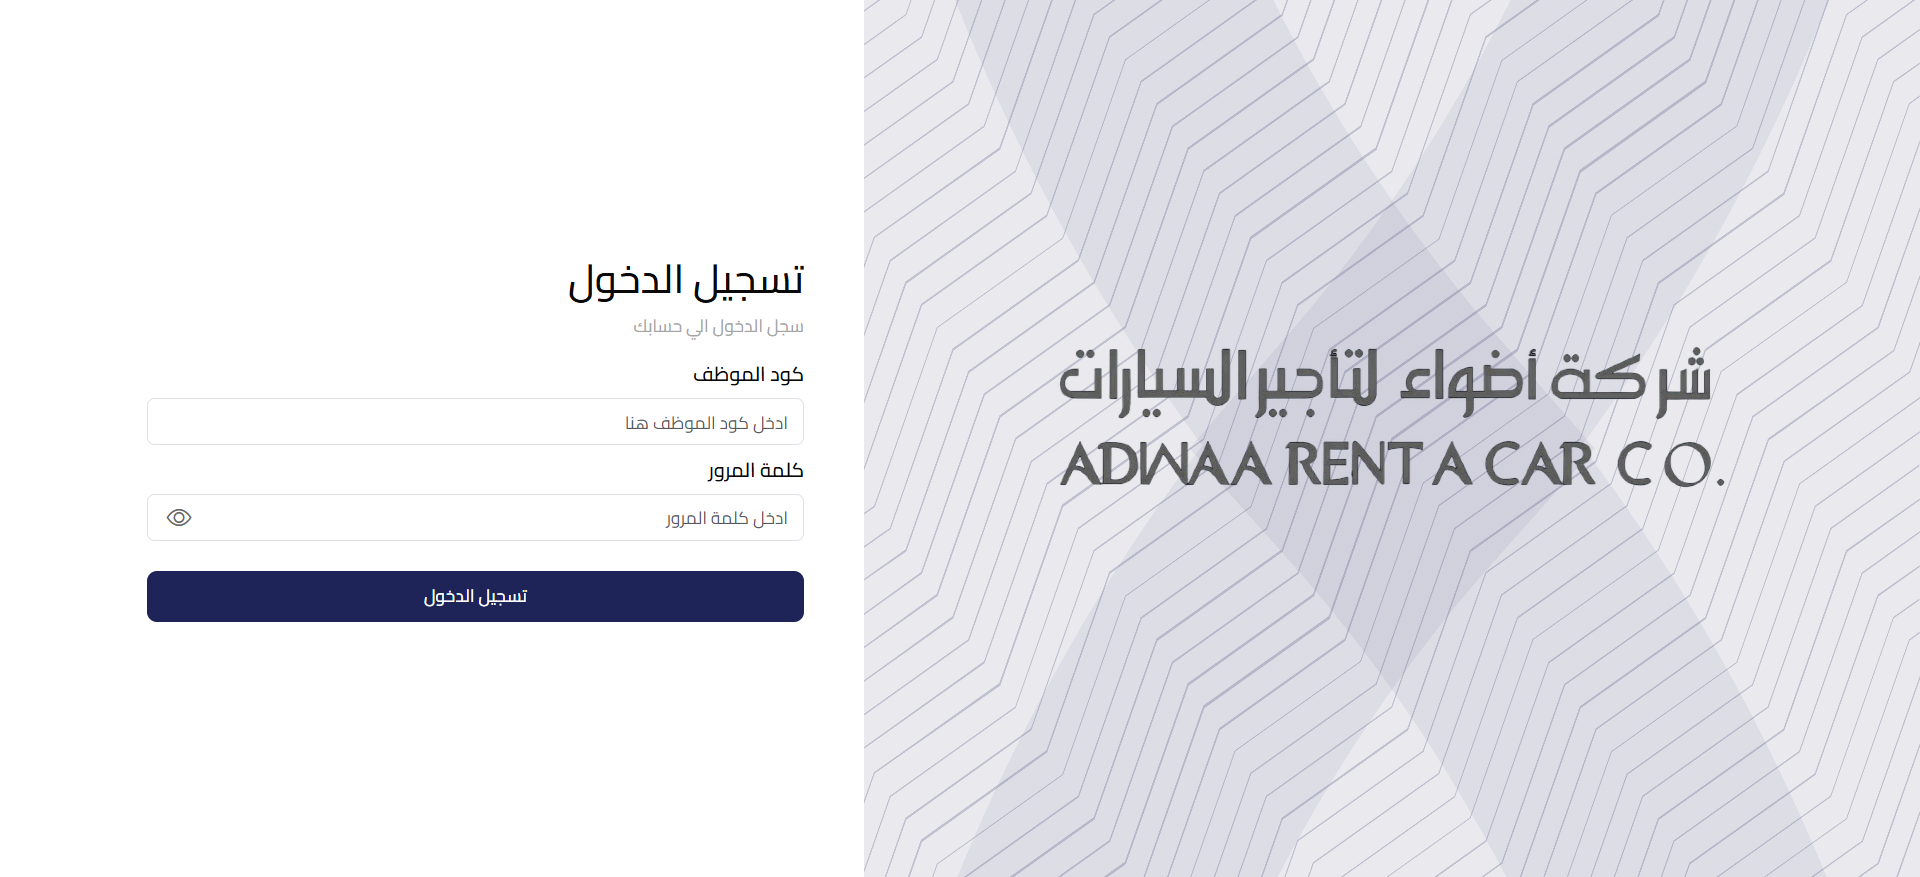 شركة أضواء لتأجير السيارات
ADWAA RENT A CAR CO.
تسجيل الدخول
سجل الدخول الي حسابك
كود الموظف
ادخل كود الموظف هنا
كلمة المرور
ادخل كلمة المرور
تسجيل الدخول